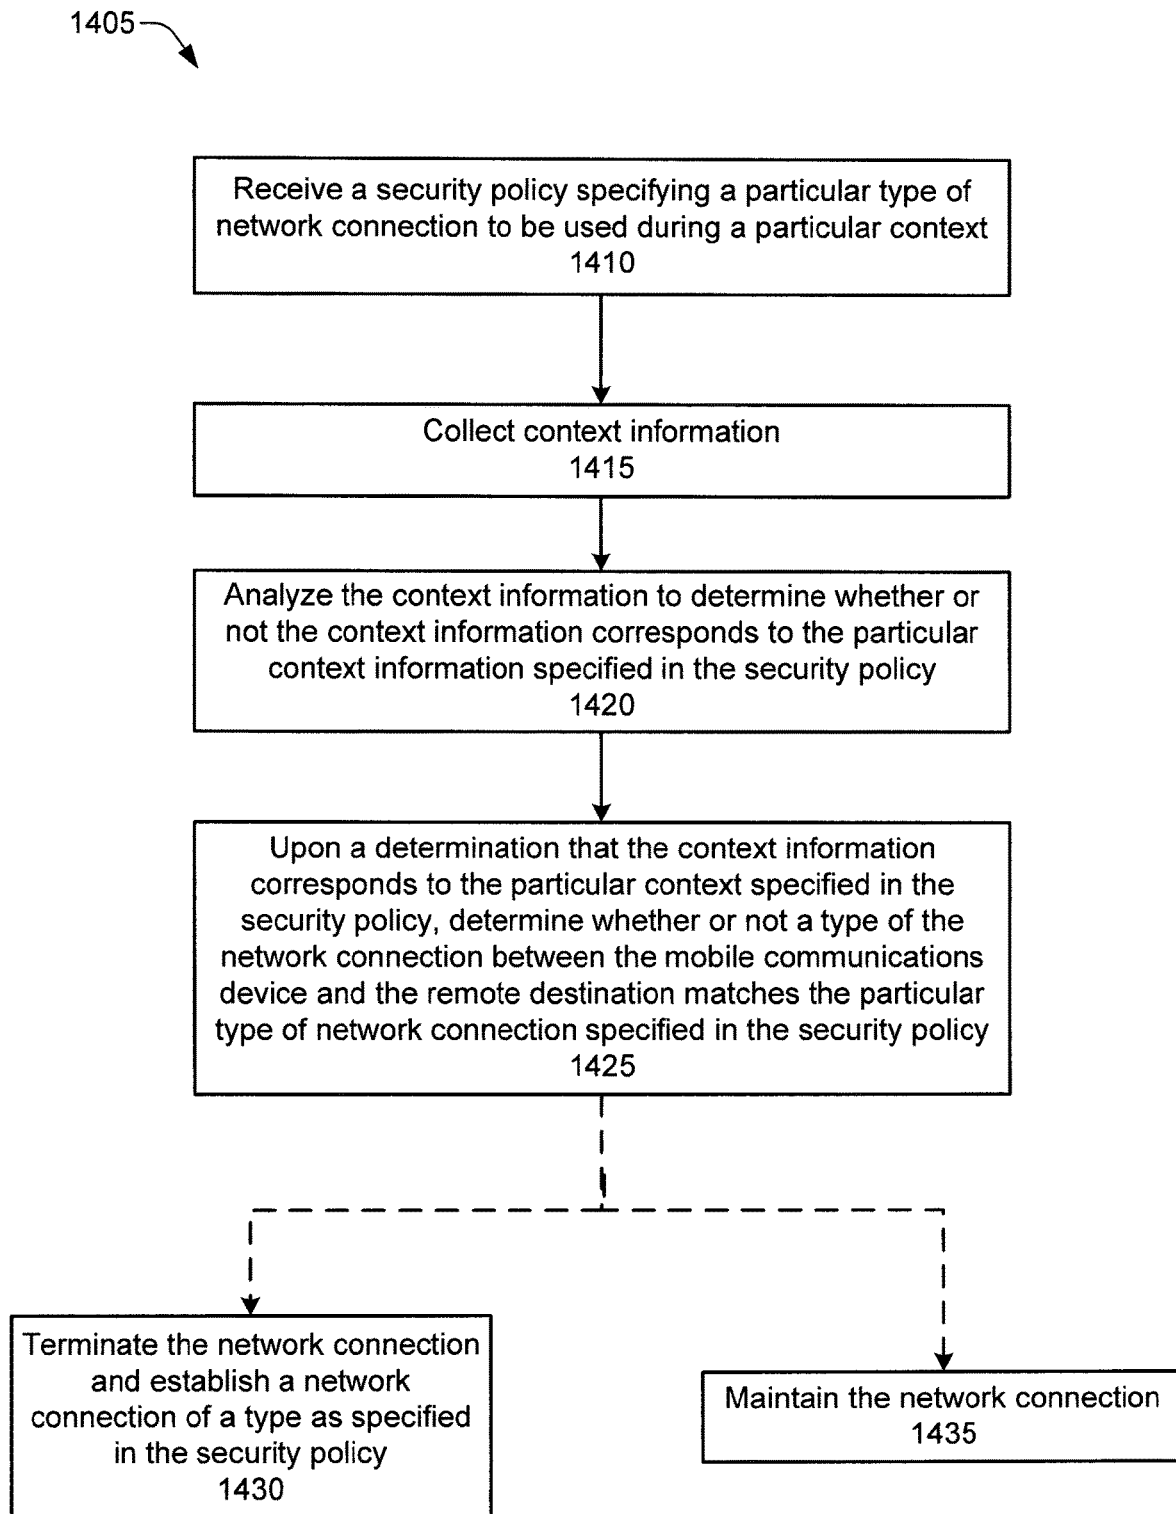 1405
Receive a security policy specifying a particular type of
network connection to be used during a particular context
1410
Collect context information
1415
Analyze the context information to determine whether or
not the context information corresponds to the particular
context information specified in the security policy
1420
Upon a determination that the context information
corresponds to the particular context specified in the
security policy, determine whether or not a type of the
network connection between the mobile communications
device and the remote destination matches the particular
type of network connection specified in the security policy
1425
Terminate the network connection
and establish a network
connection of a type as specified
in the security policy
1430
Maintain the network connection
1435